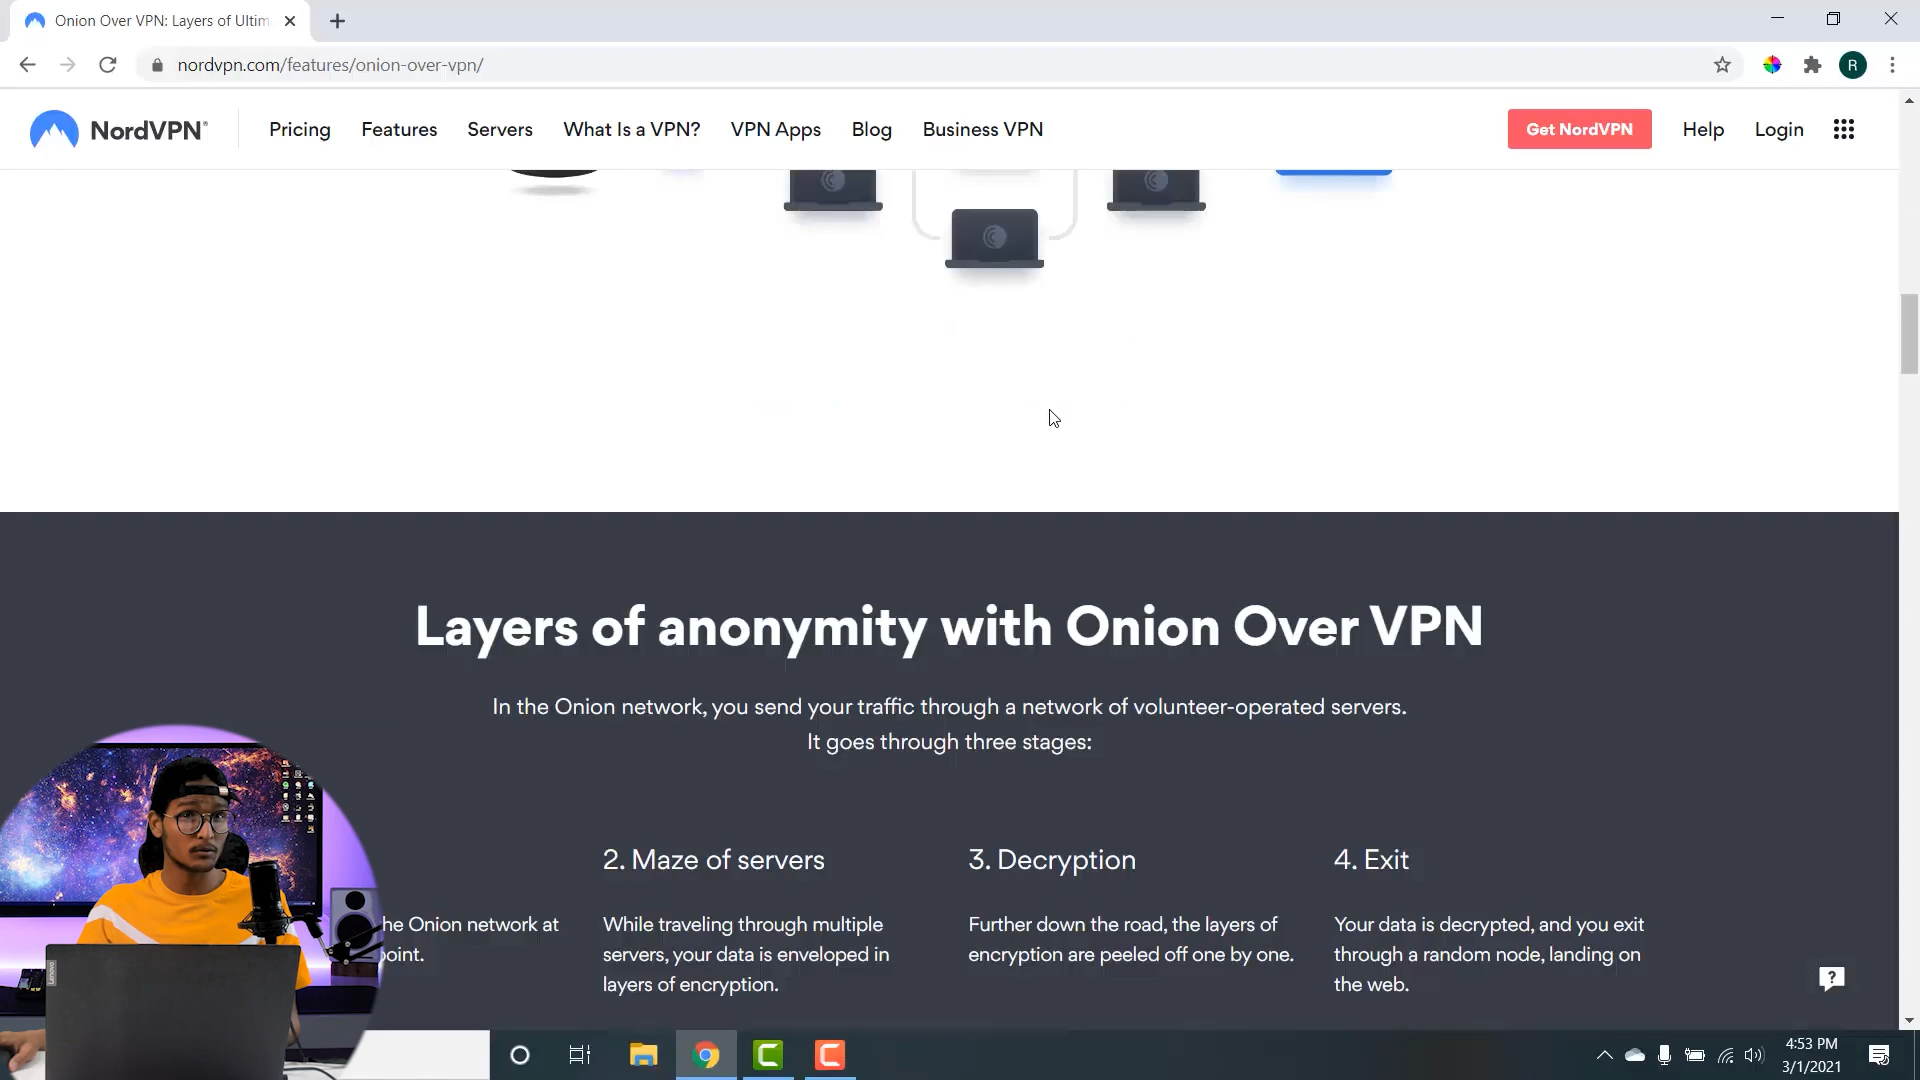 Onion Over VPN: Layers of Ultim
nordvpn.com/features/onion-over-vpn/
R
NordVPN®
Pricing
Features
Servers
What Is a VPN?
VPN Apps
Blog
Business VPN
Get NordVPN
Help
Login
Layers of anonymity with Onion Over VPN
In the Onion network, you send your traffic through a network of volunteer-operated servers.
It goes through three stages:
he Onion network at
point.
2. Maze of servers
While traveling through multiple
servers, your data is enveloped in
layers of encryption.
3. Decryption
Further down the road, the layers of
encryption are peeled off one by one.
4. Exit
Your data is decrypted, and you exit
through a random node, landing on
the web.
Lenovo
4:53 PM
3/1/2021